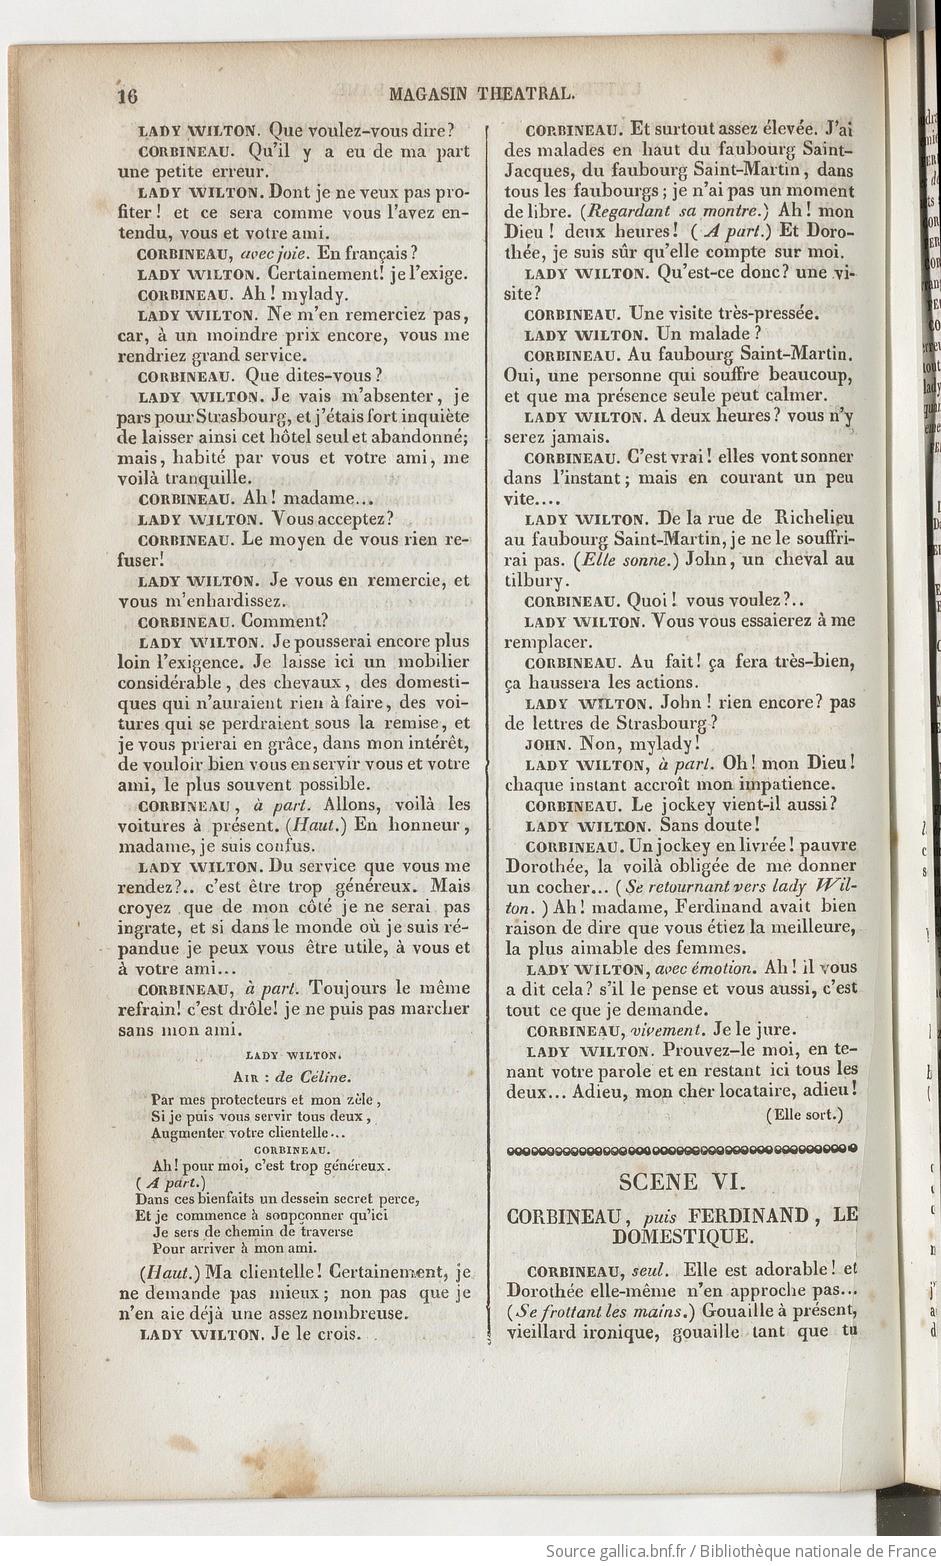 16
MAGASIN THEATRAL.
LADY WILTON. Que voulez-vous dire?
CORBINEAU. Qu'il y a eu de ma part
une petite erreur.
LADY WILTON. Dont je ne veux pas pro-
fiter! et ce sera comme vous l'avez en-
tendu, vous et votre ami.
CORBINEAU, avec joie. En français?
LADY WILTON. Certainement! je l'exige.
CORBINEAU. Ah! mylady.
LADY WILTON. Ne m'en remerciez pas,
car, à un moindre prix encore, vous me
rendriez grand service.
CORBINEAU. Que dites-vous?
LADY WILTON. Je vais m'absenter, je
pars pour Strasbourg, et j'étais fort inquiète
de laisser ainsi cet hôtel seul et abandonné;
mais, habité par vous et votre ami, me
voilà tranquille.
CORBINEAU. Ah! madame...
LADY WILTON. Vous acceptez?
CORBINEAU. Le moyen de vous rien re-
fuser!
LADY WILTON. Je vous en remercie, et
vous m'enhardissez.
CORBINEAU. Comment?
LADY WILTON. Je pousserai encore plus
loin l'exigence. Je laisse ici un mobilier
considérable, des chevaux, des domesti-
ques qui n'auraient rien à faire, des voi-
tures qui se perdraient sous la remise, et
je vous prierai en grâce, dans mon intérêt,
de vouloir bien vous en servir vous et votre
ami, le plus souvent possible.
CORBINEAU, à part. Allons, voilà les
voitures à présent. (Haut.) En honneur,
madame, je suis confus.
LADY WILTON. Du service que vous me
rendez?.. c'est être trop généreux. Mais
croyez que de mon côté je ne serai pas
ingrate, et si dans le monde où je suis ré-
pandue je peux vous être utile, à vous et
à votre ami...
CORBINEAU, à part. Toujours le même
refrain! c'est drôle! je ne puis pas marcher
sans mon ami.
LADY WILTON.
AIR : de Céline.
Par mes protecteurs et mon zèle,
Si je puis vous servir tous deux,
Augmenter votre clientelle...
CORBINEAU.
Ah! pour moi, c'est trop généreux.
(A part.)
Dans ces bienfaits un dessein secret perce,
Et je commence à soupçonner qu'ici
Je sers de chemin de traverse
Pour arriver à mon ami.
(Haut.) Ma clientelle! Certainement, je
ne demande pas mieux; non pas que je
n'en aie déjà une assez nombreuse.
LADY WILTON. Je le crois.
CORBINEAU. Et surtout assez élevée. J'ai
des malades en haut du faubourg Saint-
Jacques, du faubourg Saint-Martin, dans
tous les faubourgs; je n'ai pas un moment
de libre. (Regardant sa montre.) Ah! mon
Dieu! deux heures! (A part.) Et Doro-
thée, je suis sûr qu'elle compte sur moi.
LADY WILTON. Qu'est-ce donc? une vi-
site?
CORBINEAU. Une visite très-pressée.
LADY WILTON. Un malade?
CORBINEAU. Au faubourg Saint-Martin.
Oui, une personne qui souffre beaucoup,
et que ma présence seule peut calmer.
LADY WILTON. A deux heures? vous n'y
serez jamais.
CORBINEAU. C'est vrai! elles vont sonner
dans l'instant; mais en courant un peu
vite....
LADY WILTON. De la rue de Richelieu
au faubourg Saint-Martin, je ne le souffri-
rai pas. (Elle sonne.) John, un cheval au
tilbury.
CORBINEAU. Quoi! vous voulez?..
LADY WILTON. Vous vous essaierez à me
remplacer.
CORBINEAU. Au fait! ça fera très-bien,
ça haussera les actions.
LADY WILTON. John! rien encore? pas
de lettres de Strasbourg?
JOHN. Non, mylady!
LADY WILTON, à part. Oh! mon Dieu!
chaque instant accroît mon impatience.
CORBINEAU. Le jockey vient-il aussi?
LADY WILTON. Sans doute!
CORBINEAU. Un jockey en livrée! pauvre
Dorothée, la voilà obligée de me donner
un cocher... (Se retournant vers lady Wil-
ton.) Ah! madame, Ferdinand avait bien
raison de dire que vous étiez la meilleure,
la plus aimable des femmes.
LADY WILTON, avec émotion. Ah! il vous
a dit cela? s'il le pense et vous aussi, c'est
tout ce que je demande.
CORBINEAU, vivement. Je le jure.
LADY WILTON. Prouvez-le moi, en te-
nant votre parole et en restant ici tous les
deux... Adieu, mon cher locataire, adieu!
(Elle sort.)
SCENE VI.
CORBINEAU, puis FERDINAND, LE
DOMESTIQUE.
CORBINEAU, seul. Elle est adorable! et
Dorothée elle-même n'en approche pas...
(Se frottant les mains.) Gouaille à présent,
vieillard ironique, gouaille tant que tu
Source gallica.bnf.fr / Bibliothèque nationale de France